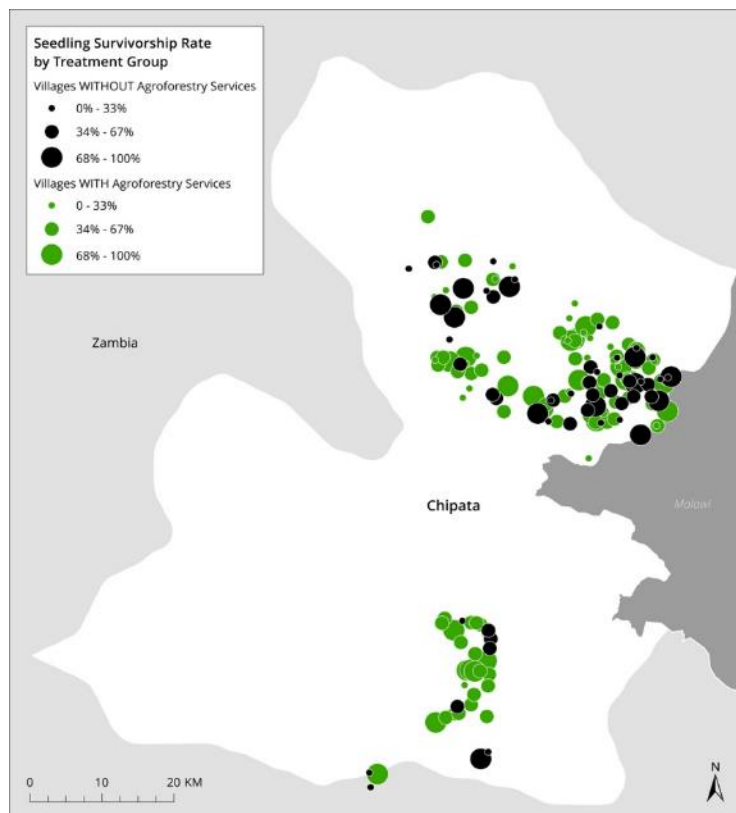 Seedling Survivorship Rate
by Treatment Group
Villages WITHOUT Agroforestry Services
0% - 33%
34% - 67%
68% - 100%
Villages WITH Agroforestry Services
0 - 33%
34% - 67%
68% - 100%
Zambia
Chipata
Malawi
0 10 20 KM
N